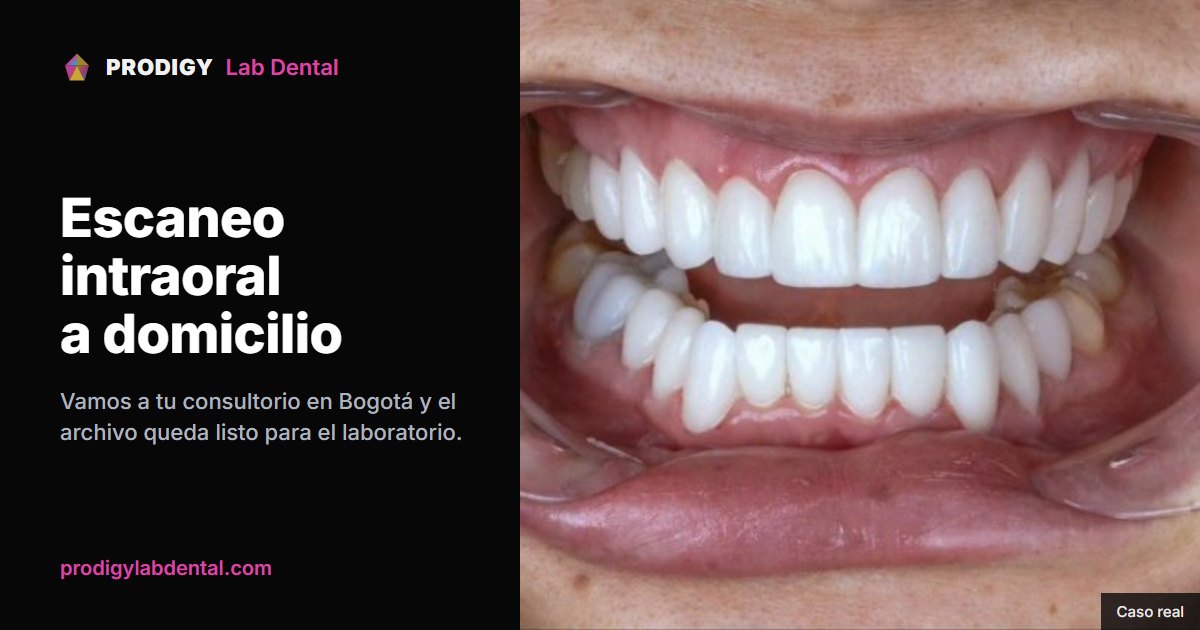 PRODIGY Lab Dental
Escaneo
intraoral
a domicilio
Vamos a tu consultorio en Bogotá y el
archivo queda listo para el laboratorio.
prodigylabdental.com
Caso real